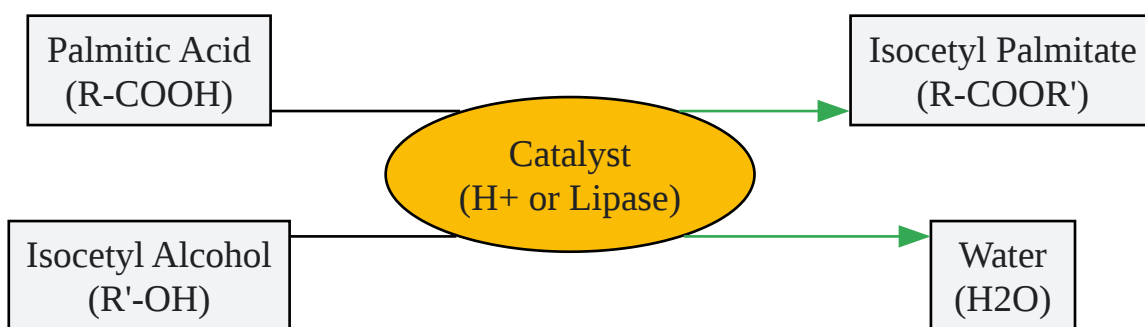 Palmitic Acid
(R-COOH)
Isocetyl Alcohol
(R'-OH)
Catalyst
(H+ or Lipase)
Isocetyl Palmitate
(R-COOR')
Water
(H2O)